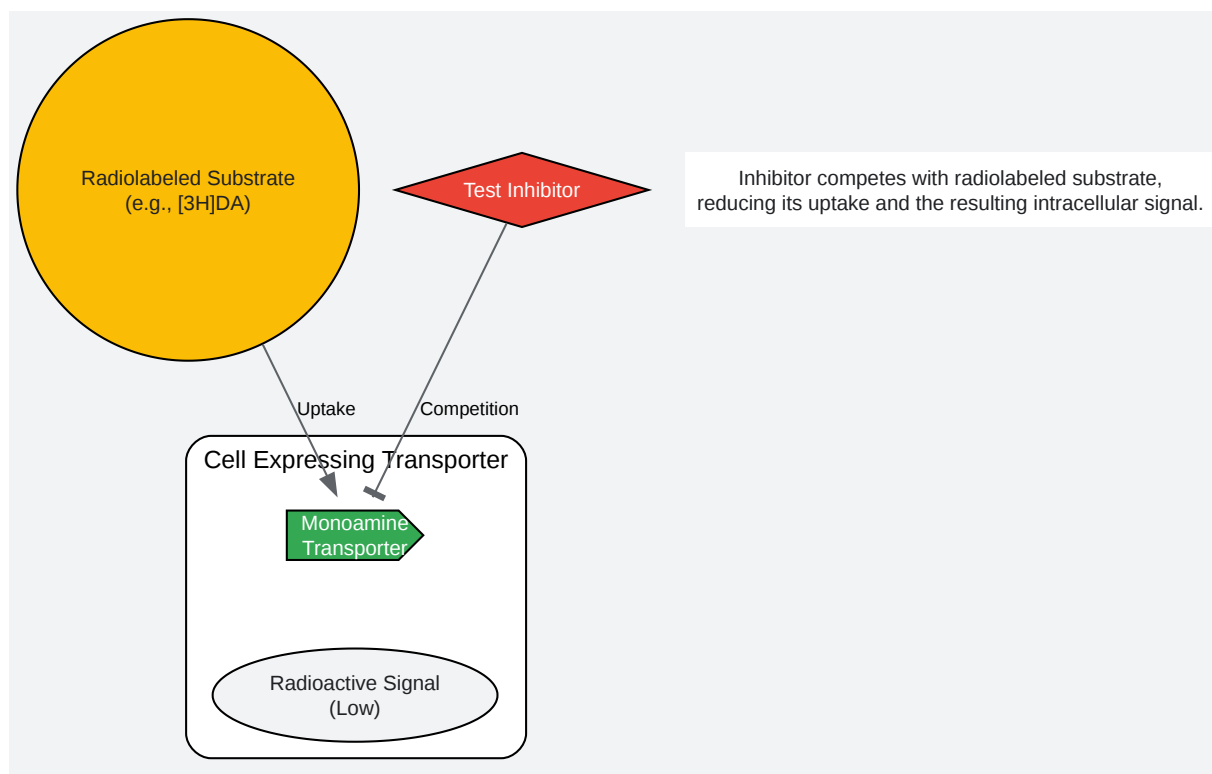 Radiolabeled Substrate
(e.g., [3H]DA)
Test Inhibitor
Inhibitor competes with radiolabeled substrate,
reducing its uptake and the resulting intracellular signal.
Uptake
Competition
Cell Expressing Transporter
Monoamine
Transporter
Radioactive Signal
(Low)